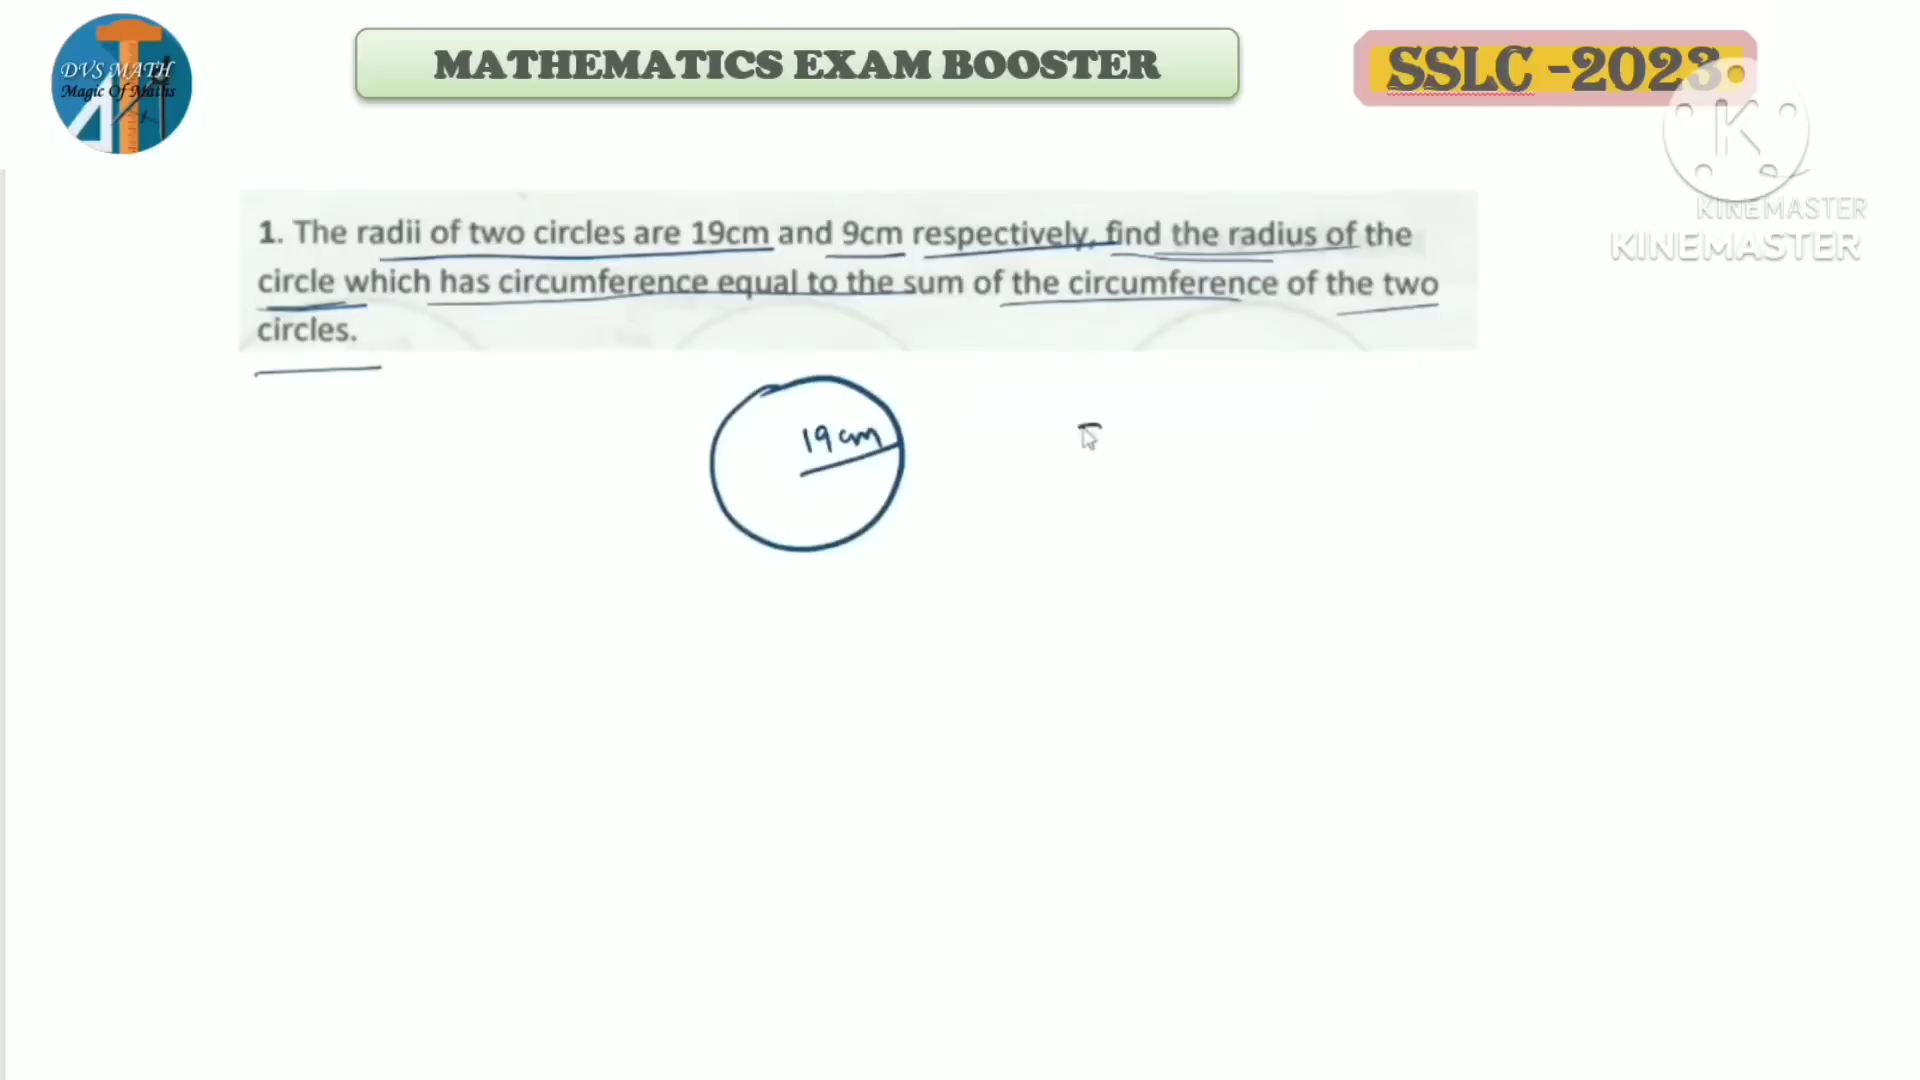 DVS MATH
Magic Of Maths
MATHEMATICS EXAM BOOSTER
SSLC -2023
KINEMASTER
KINEMASTER
1. The radii of two circles are 19cm and 9cm respectively, find the radius of the
circle which has circumference equal to the sum of the circumference of the two
circles.
19 cm